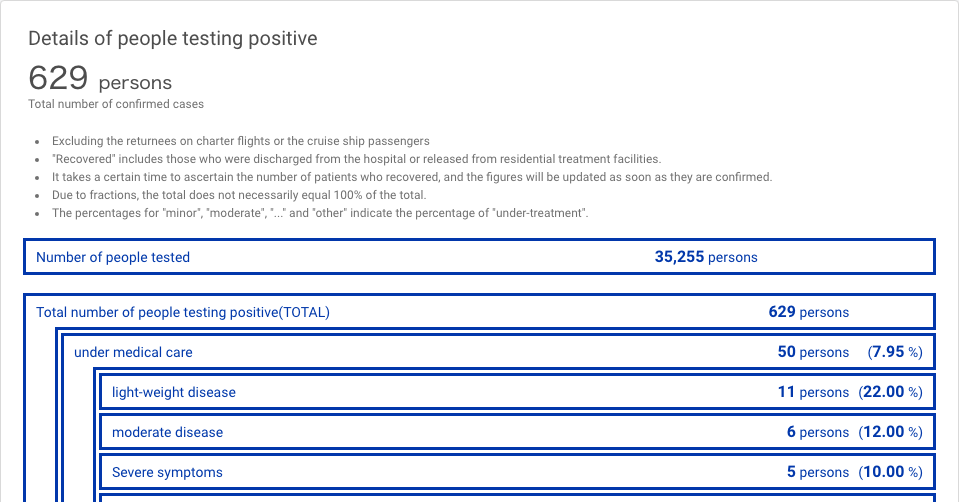 Details of people testing positive
629 persons
Total number of confirmed cases
Excluding the returnees on charter flights or the cruise ship passengers
"Recovered" includes those who were discharged from the hospital or released from residential treatment facilities.
It takes a certain time to ascertain the number of patients who recovered, and the figures will be updated as soon as they are confirmed.
Due to fractions, the total does not necessarily equal 100% of the total.
The percentages for "minor", "moderate", "..." and "other" indicate the percentage of "under-treatment".
Number of people tested 35,255 persons
Total number of people testing positive(TOTAL) 629 persons
under medical care 50 persons (7.95 %)
light-weight disease 11 persons (22.00 %)
moderate disease 6 persons (12.00 %)
Severe symptoms 5 persons (10.00 %)